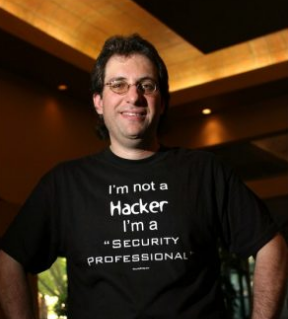 I'm not a
Hacker
I'm a
"SECURITY
PROFESSIONAL"